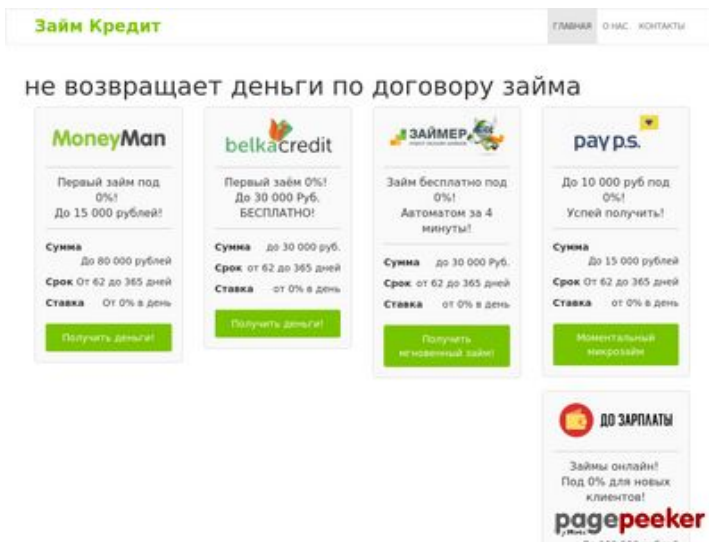 Займ Кредит
ГЛАВНАЯ О НАС КОНТАКТЫ
не возвращает деньги по договору займа
MoneyMan
Первый займ под
0%!
До 15 000 рублей!
Сумма
До 80 000 рублей
Срок От 62 до 365 дней
Ставка От 0% в день
Получить деньги!
belkacredit
Первый заём 0%!
До 30 000 Руб.
БЕСПЛАТНО!
Сумма до 30 000 руб.
Срок от 62 до 365 дней
Ставка от 0% в день
Получить деньги!
ЗАЙМЕР
Займ бесплатно под
0%!
Автоматом за 4
минуты!
Сумма до 30 000 Руб.
Срок от 62 до 365 дней
Ставка от 0% в день
Получить
мгновенный займ!
pay p.s.
До 10 000 руб под
0%!
Успей получить!
Сумма
До 15 000 рублей
Срок От 62 до 365 дней
Ставка от 0% в день
Моментальный
микрозайм
ДО ЗАРПЛАТЫ
Займы онлайн!
Под 0% для новых
клиентов!
pagepeeker